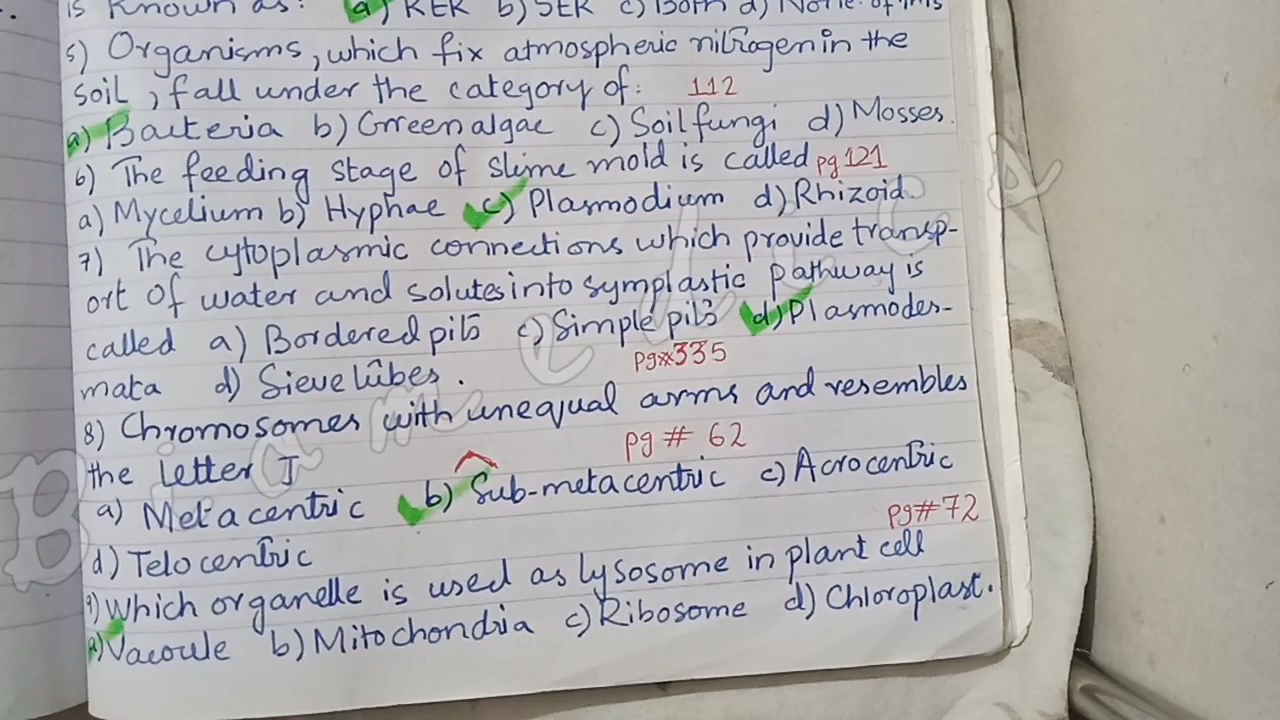 is known as: a) RER b) SER c) Both d) None of this
5) Organisms, which fix atmospheric nitrogen in the
soil, fall under the category of: 112
a) Bacteria b) Green algae c) Soil fungi d) Mosses.
6) The feeding stage of slime mold is called pg 121
a) Mycelium b) Hyphae c) Plasmodium d) Rhizoid.
7) The cytoplasmic connections which provide transp-
ort of water and solutes into symplastic pathway is
called a) Bordered pits c) Simple pits d) Plasmodes-
mata d) Sieve tubes. pg#335
8) Chromosomes with unequal arms and resembles
the letter J pg # 62
a) Metacentric b) Sub-metacentric c) Acrocentric
d) Telocentric pg#72
9) Which organelle is used as lysosome in plant cell
a) Vacoule b) Mitochondria c) Ribosome d) Chloroplast.